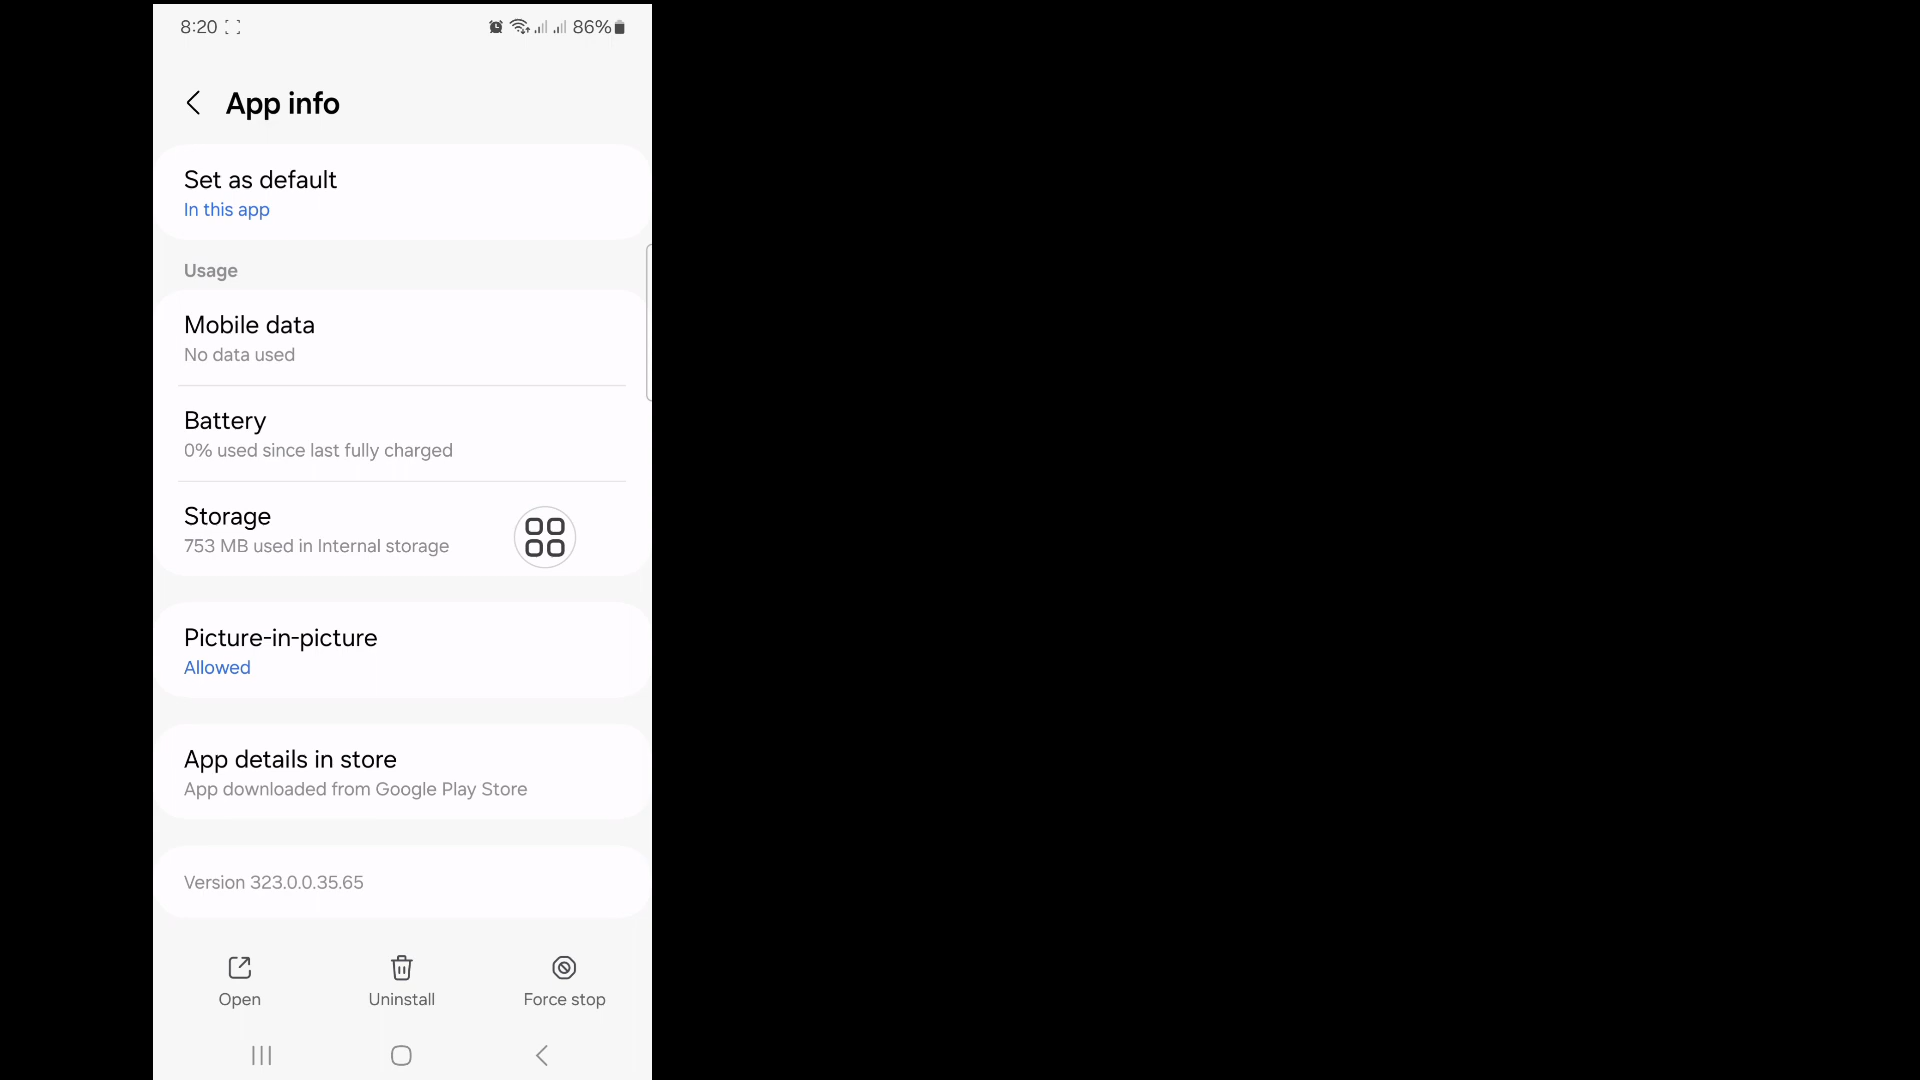 8:20 86%
App info
Set as default
In this app
Usage
Mobile data
No data used
Battery
0% used since last fully charged
Storage
753 MB used in Internal storage
Picture-in-picture
Allowed
App details in store
App downloaded from Google Play Store
Version 323.0.0.35.65
Open Uninstall Force stop